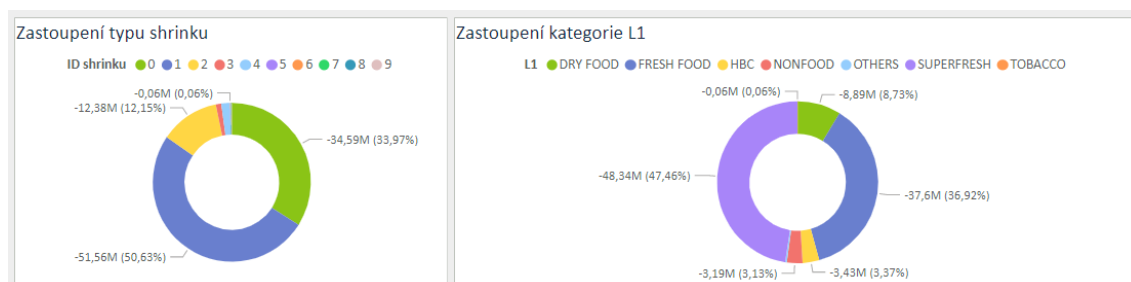 Zastoupení typu shrinku
ID shrinku 0 1 2 3 4 5 6 7 8 9
-0,06M (0,06%)
-12,38M (12,15%)
-34,59M (33,97%)
-51,56M (50,63%)
Zastoupení kategorie L1
L1 DRY FOOD FRESH FOOD HBC NONFOOD OTHERS SUPERFRESH TOBACCO
-0,06M (0,06%)
-8,89M (8,73%)
-48,34M (47,46%)
-37,6M (36,92%)
-3,19M (3,13%)
-3,43M (3,37%)